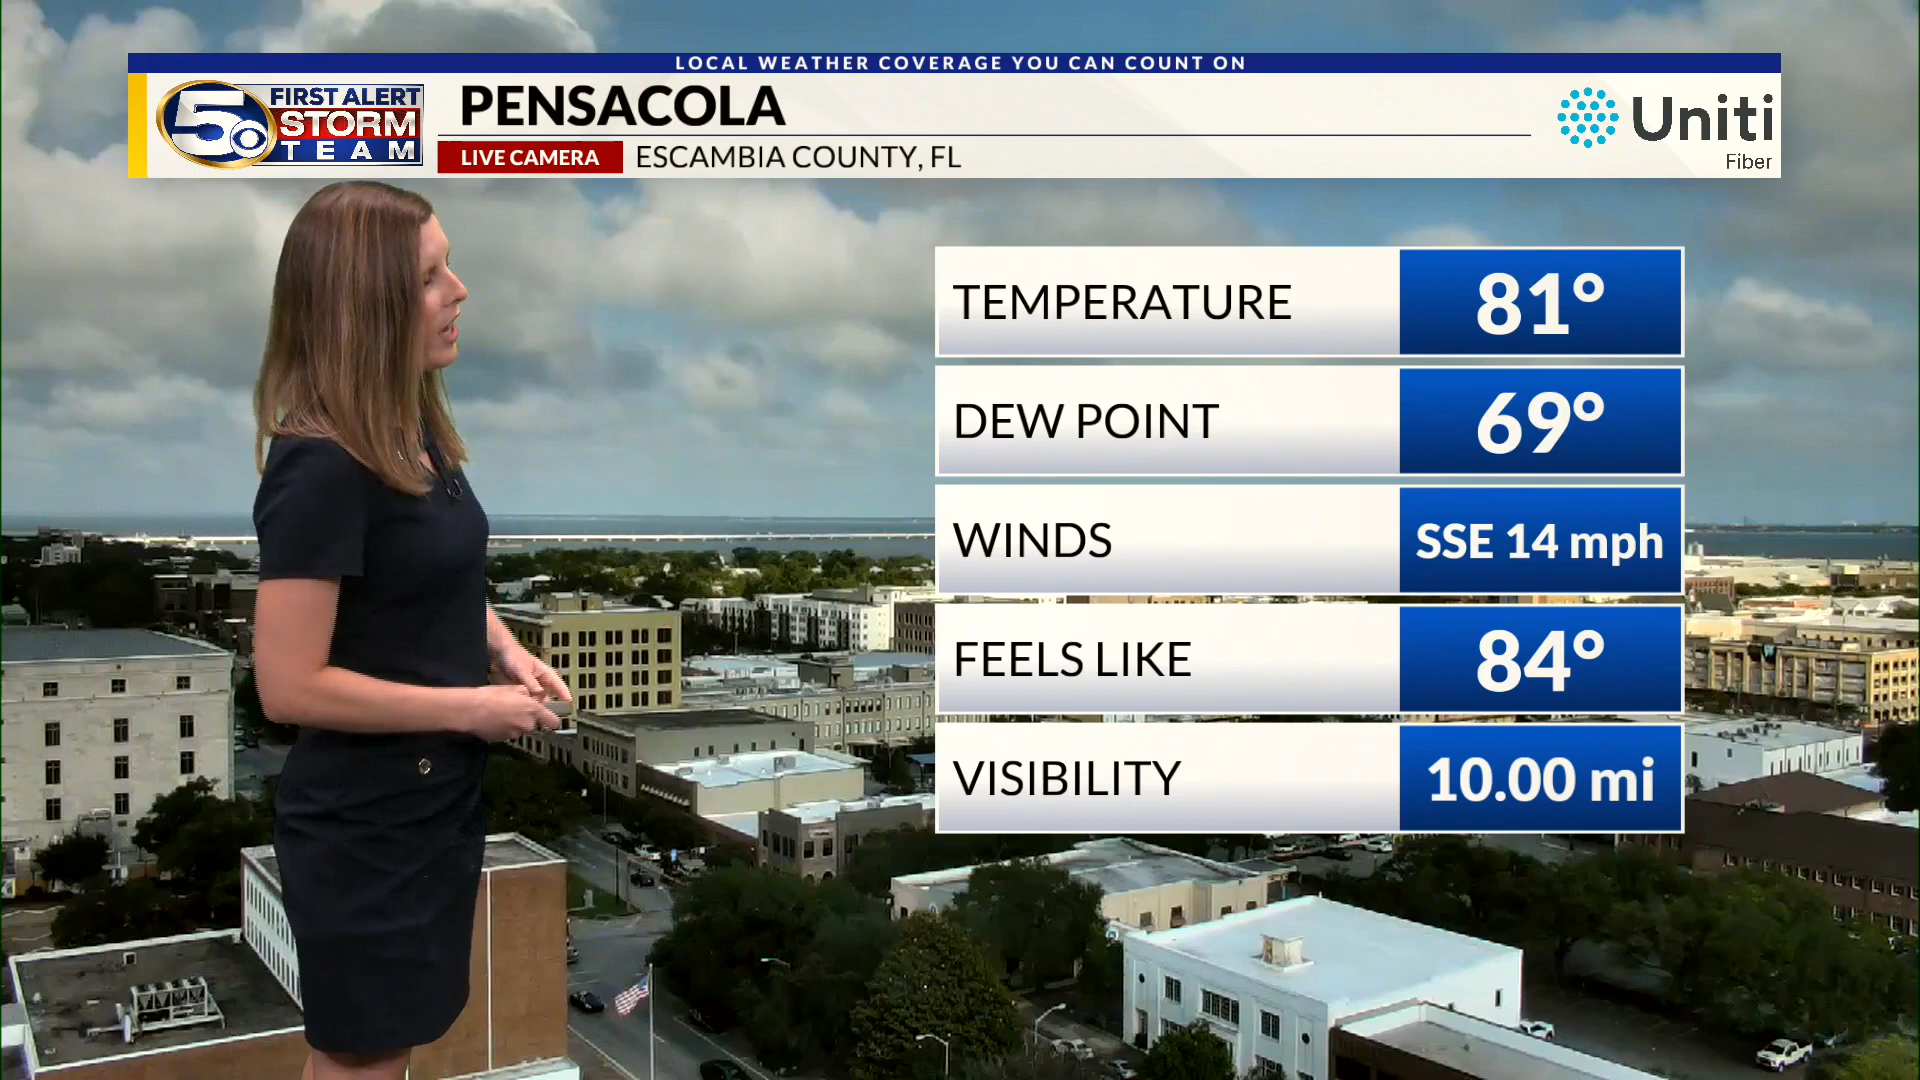 LOCAL WEATHER COVERAGE YOU CAN COUNT ON
5
FIRST ALERT
STORM
TEAM
PENSACOLA
LIVE CAMERA
ESCAMBIA COUNTY, FL
Uniti
Fiber
TEMPERATURE 81°
DEW POINT 69°
WINDS SSE 14 mph
FEELS LIKE 84°
VISIBILITY 10.00 mi